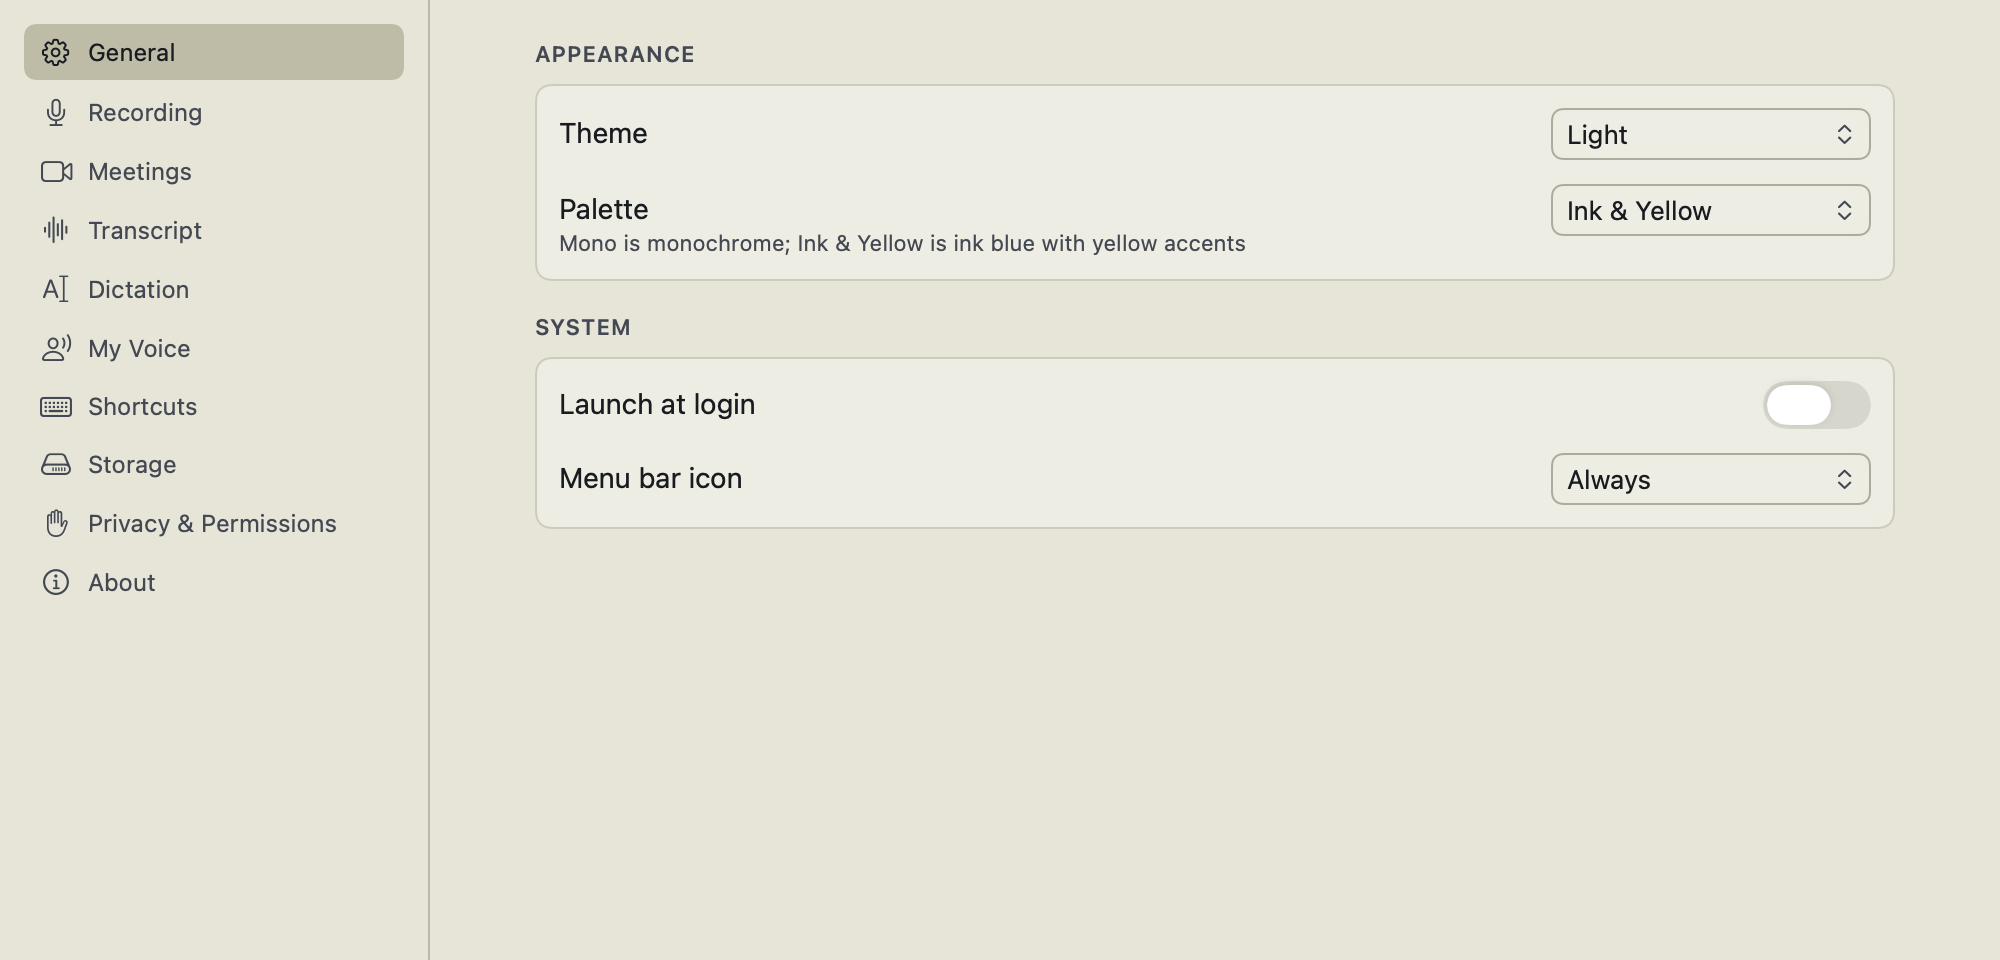 General
Recording
Meetings
Transcript
Dictation
My Voice
Shortcuts
Storage
Privacy & Permissions
About
APPEARANCE
Theme
Light
Palette
Ink & Yellow
Mono is monochrome; Ink & Yellow is ink blue with yellow accents
SYSTEM
Launch at login
Menu bar icon
Always